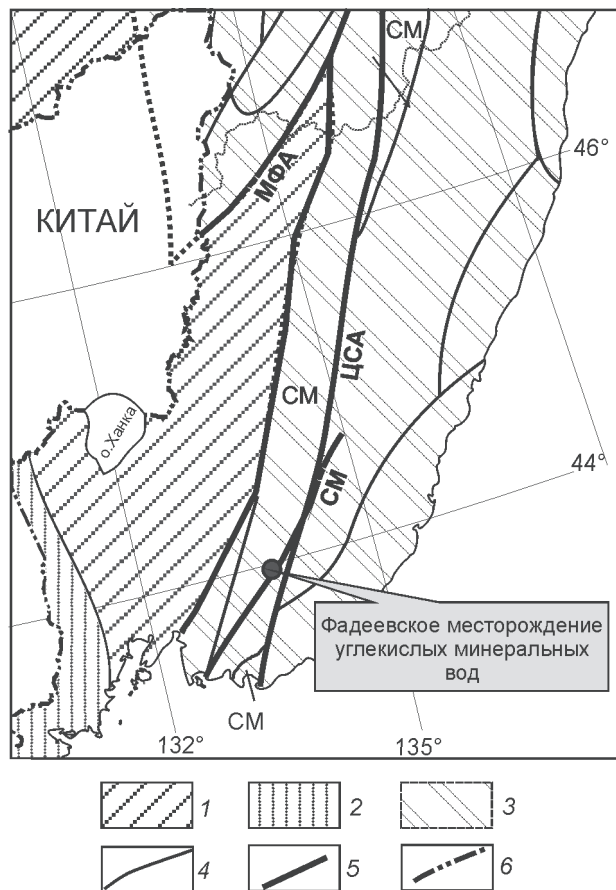 СМ
46°
МФА
КИТАЙ
ЦСА
СМ
о.Ханка
44°
СМ
Фадеевское месторождение
углекислых минеральных
вод
СМ
132°
135°
1
2
3
4
5
6